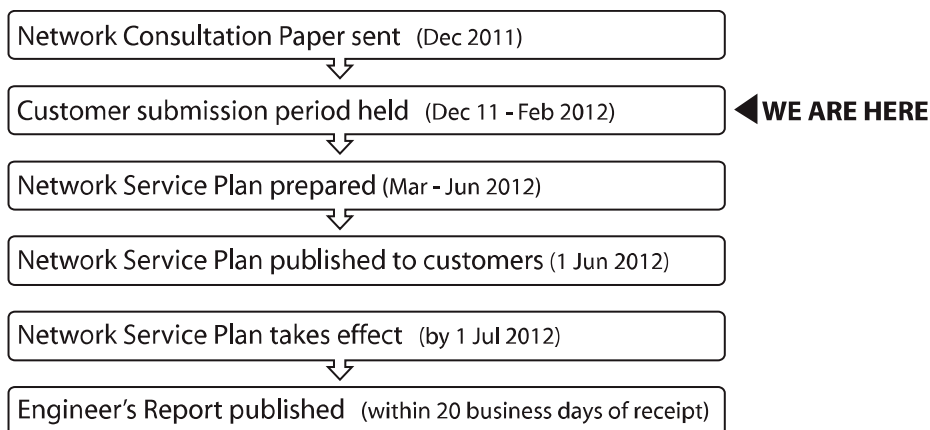 Network Consultation Paper sent (Dec 2011)
Customer submission period held (Dec 11 - Feb 2012)
WE ARE HERE
Network Service Plan prepared (Mar - Jun 2012)
Network Service Plan published to customers (1 Jun 2012)
Network Service Plan takes effect (by 1 Jul 2012)
Engineer's Report published (within 20 business days of receipt)